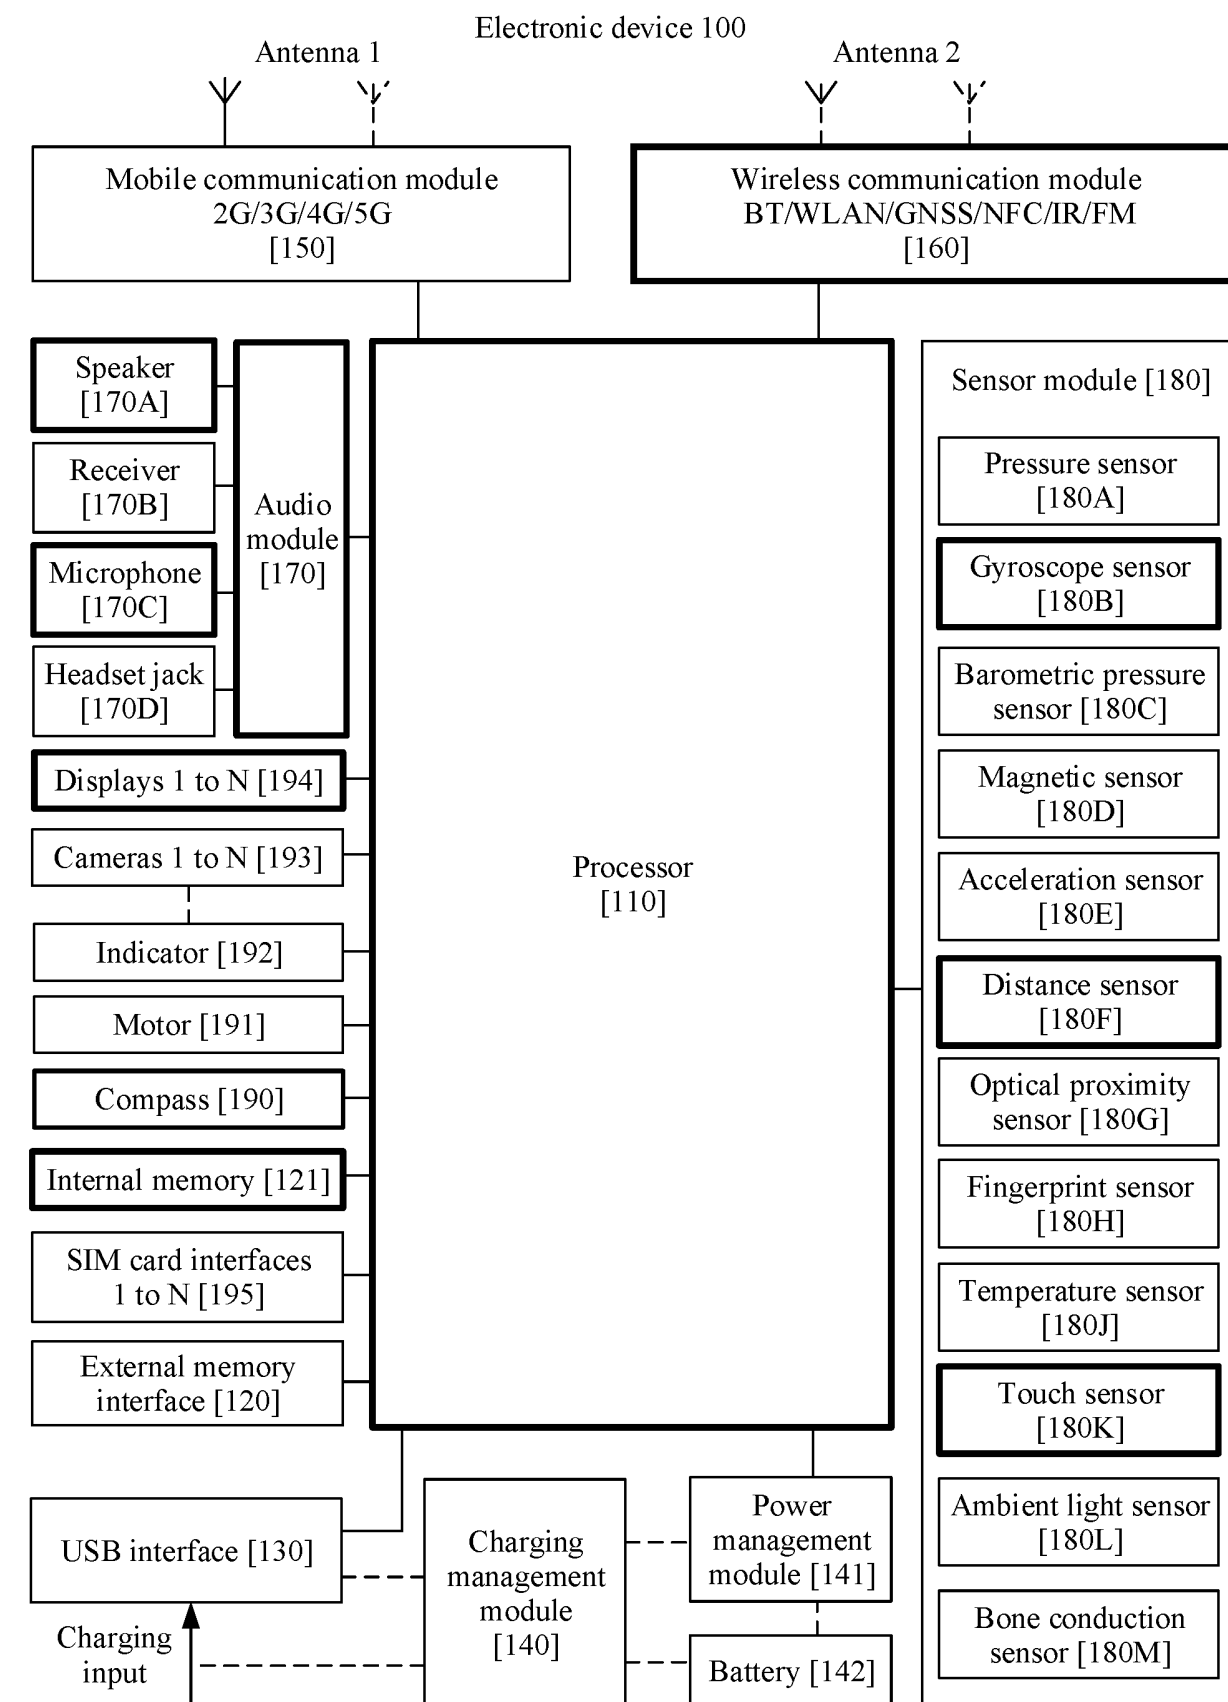 Electronic device 100
Antenna 1
Antenna 2
Mobile communication module
2G/3G/4G/5G
[150]
Wireless communication module
BT/WLAN/GNSS/NFC/IR/FM
[160]
Speaker
[170A]
Receiver
[170B]
Microphone
[170C]
Headset jack
[170D]
Audio
module
[170]
Displays 1 to N [194]
Cameras 1 to N [193]
Indicator [192]
Motor [191]
Compass [190]
Internal memory [121]
SIM card interfaces
1 to N [195]
External memory
interface [120]
Processor
[110]
Sensor module [180]
Pressure sensor
[180A]
Gyroscope sensor
[180B]
Barometric pressure
sensor [180C]
Magnetic sensor
[180D]
Acceleration sensor
[180E]
Distance sensor
[180F]
Optical proximity
sensor [180G]
Fingerprint sensor
[180H]
Temperature sensor
[180J]
Touch sensor
[180K]
Ambient light sensor
[180L]
Bone conduction
sensor [180M]
USB interface [130]
Charging
input
Charging
management
module
[140]
Power
management
module [141]
Battery [142]